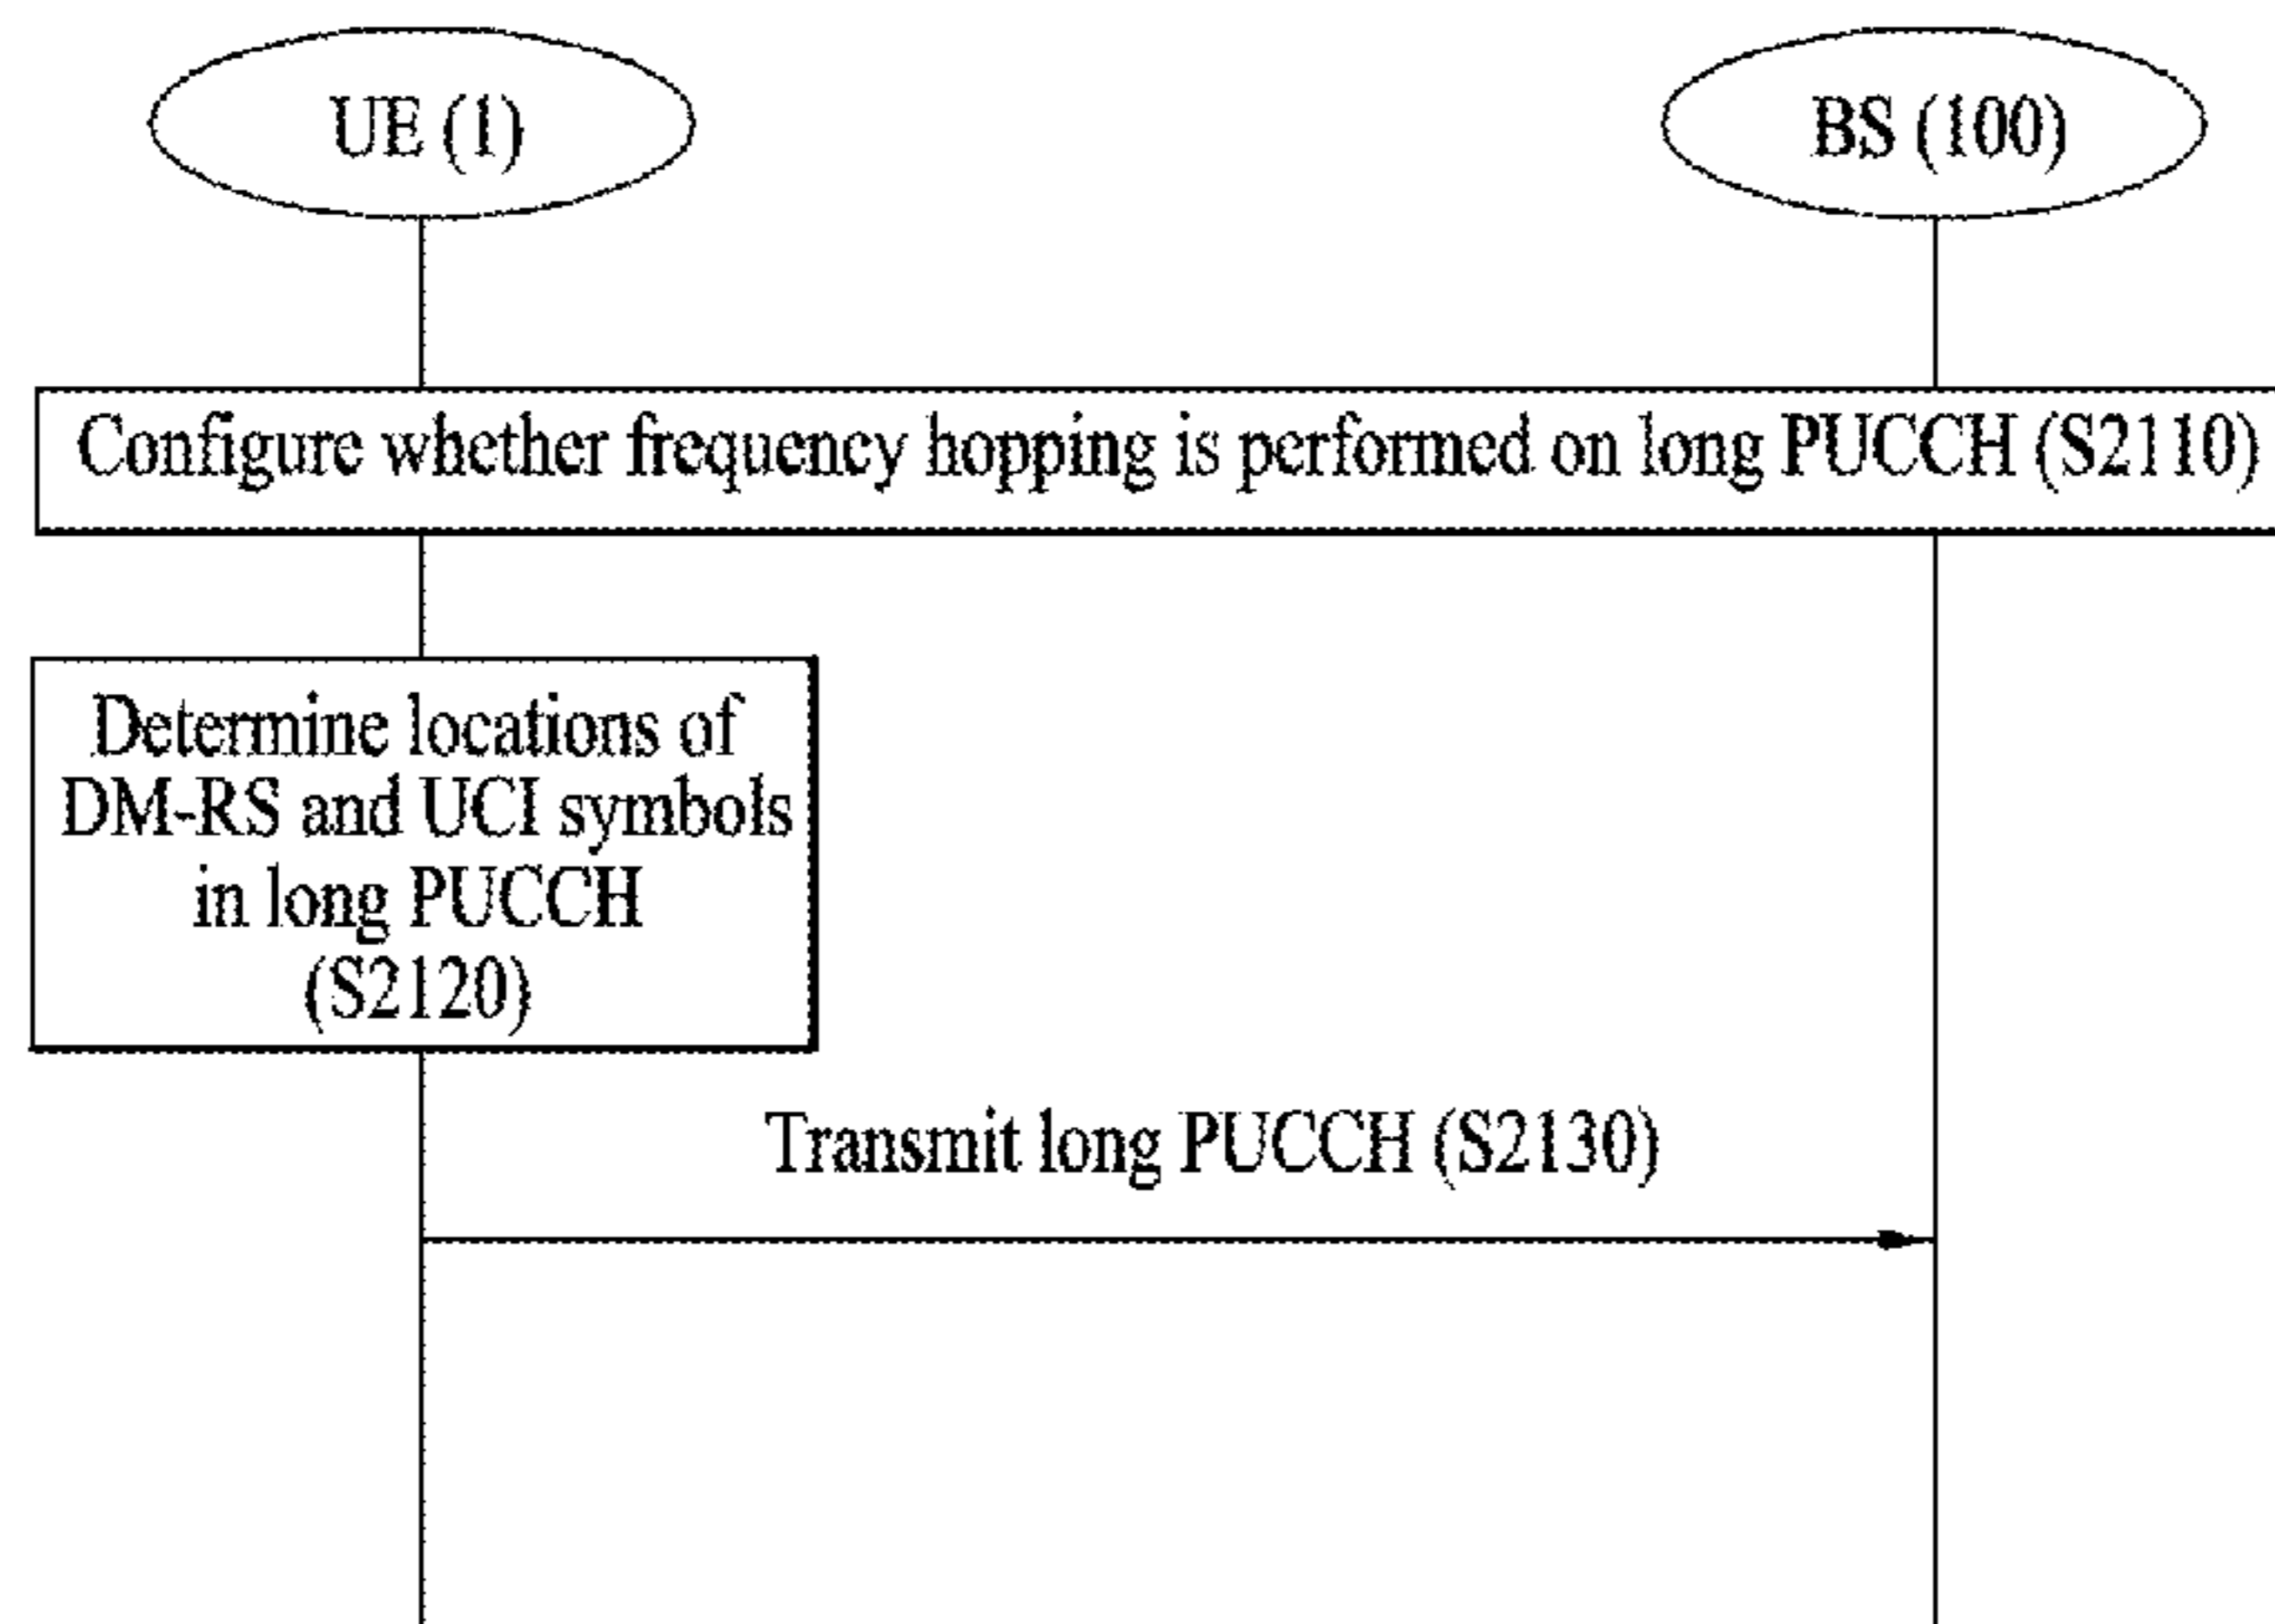 UE (1)
BS (100)
Configure whether frequency hopping is performed on long PUCCH (S2110)
Determine locations of
DM-RS and UCI symbols
in long PUCCH
(S2120)
Transmit long PUCCH (S2130)